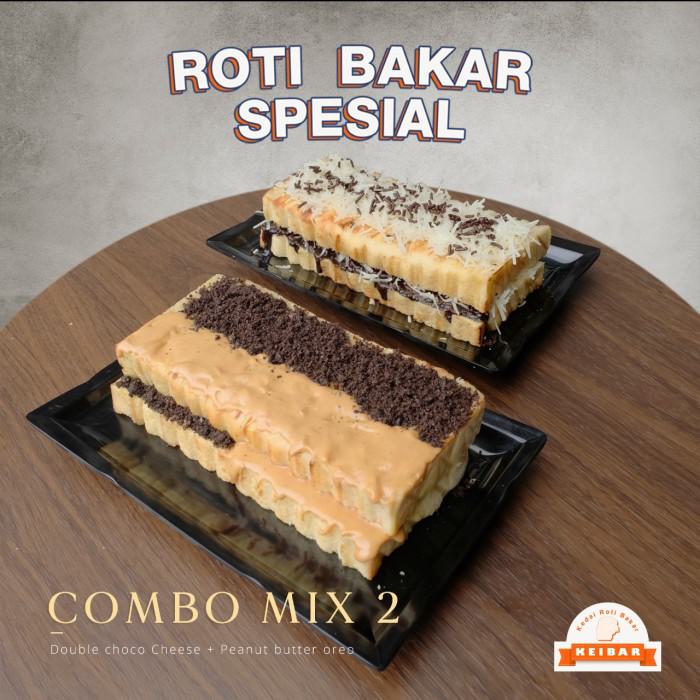 ROTI BAKAR
SPESIAL
COMBO MIX 2
Double choco Cheese + Peanut butter oreo
Kedai Roti Bakar
KEIBAR